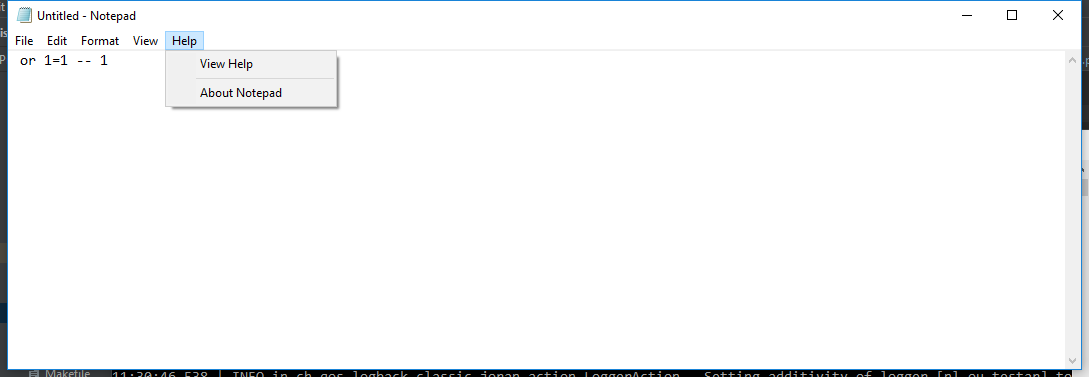 Untitled - Notepad
File Edit Format View Help
or 1=1 -- 1
View Help
About Notepad
Makefile
11:30:46,538 | INFO in ch.qos.logback.classic.joran.action.LoggerAction - Setting additivity of logger